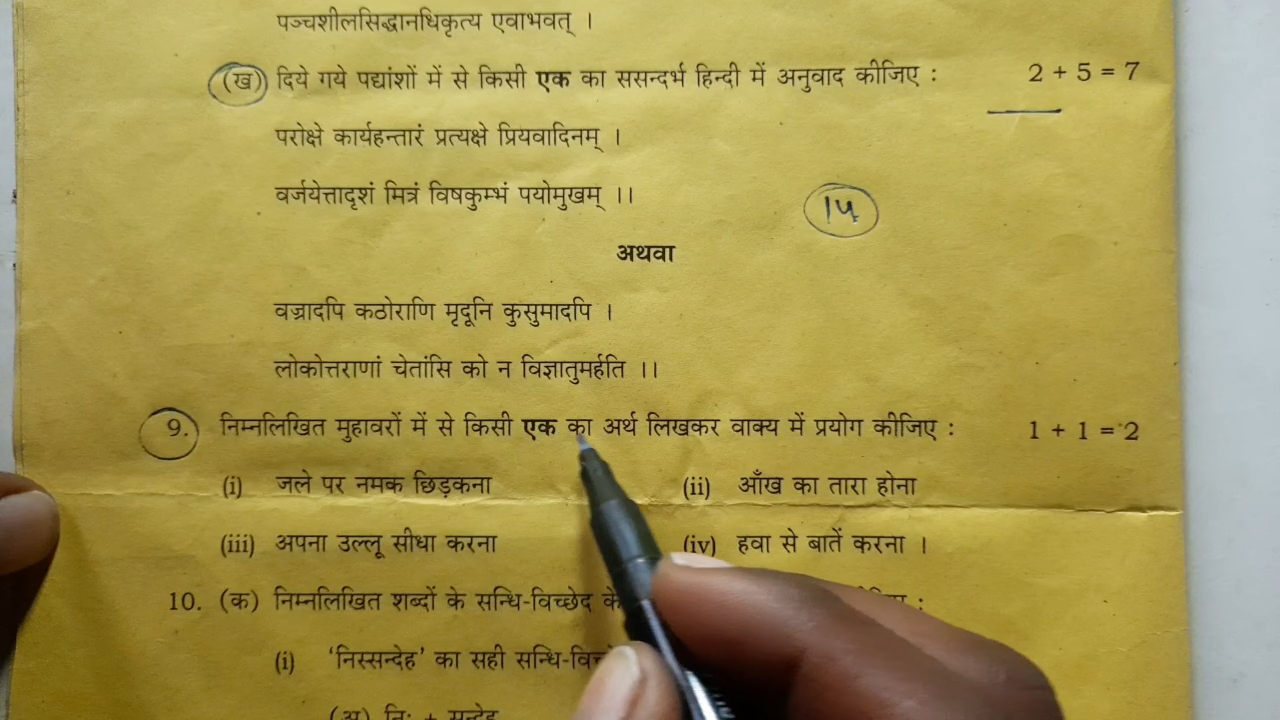 पञ्चशीलसिद्धानधिकृत्य एवाभवत् ।
(ख) दिये गये पद्यांशों में से किसी एक का ससन्दर्भ हिन्दी में अनुवाद कीजिए : 2 + 5 = 7
परोक्षे कार्यहन्तारं प्रत्यक्षे प्रियवादिनम् ।
वर्जयेत्तादृशं मित्रं विषकुम्भं पयोमुखम् ।।
14
अथवा
वज्रादपि कठोराणि मृदूनि कुसुमादपि ।
लोकोत्तराणां चेतांसि को न विज्ञातुमर्हति ।।
9. निम्नलिखित मुहावरों में से किसी एक का अर्थ लिखकर वाक्य में प्रयोग कीजिए : 1 + 1 = 2
(i) जले पर नमक छिड़कना (ii) आँख का तारा होना
(iii) अपना उल्लू सीधा करना (iv) हवा से बातें करना ।
10. (क) निम्नलिखित शब्दों के सन्धि-विच्छेद के :
(i) 'निस्सन्देह' का सही
(अ) निः + सन्देह